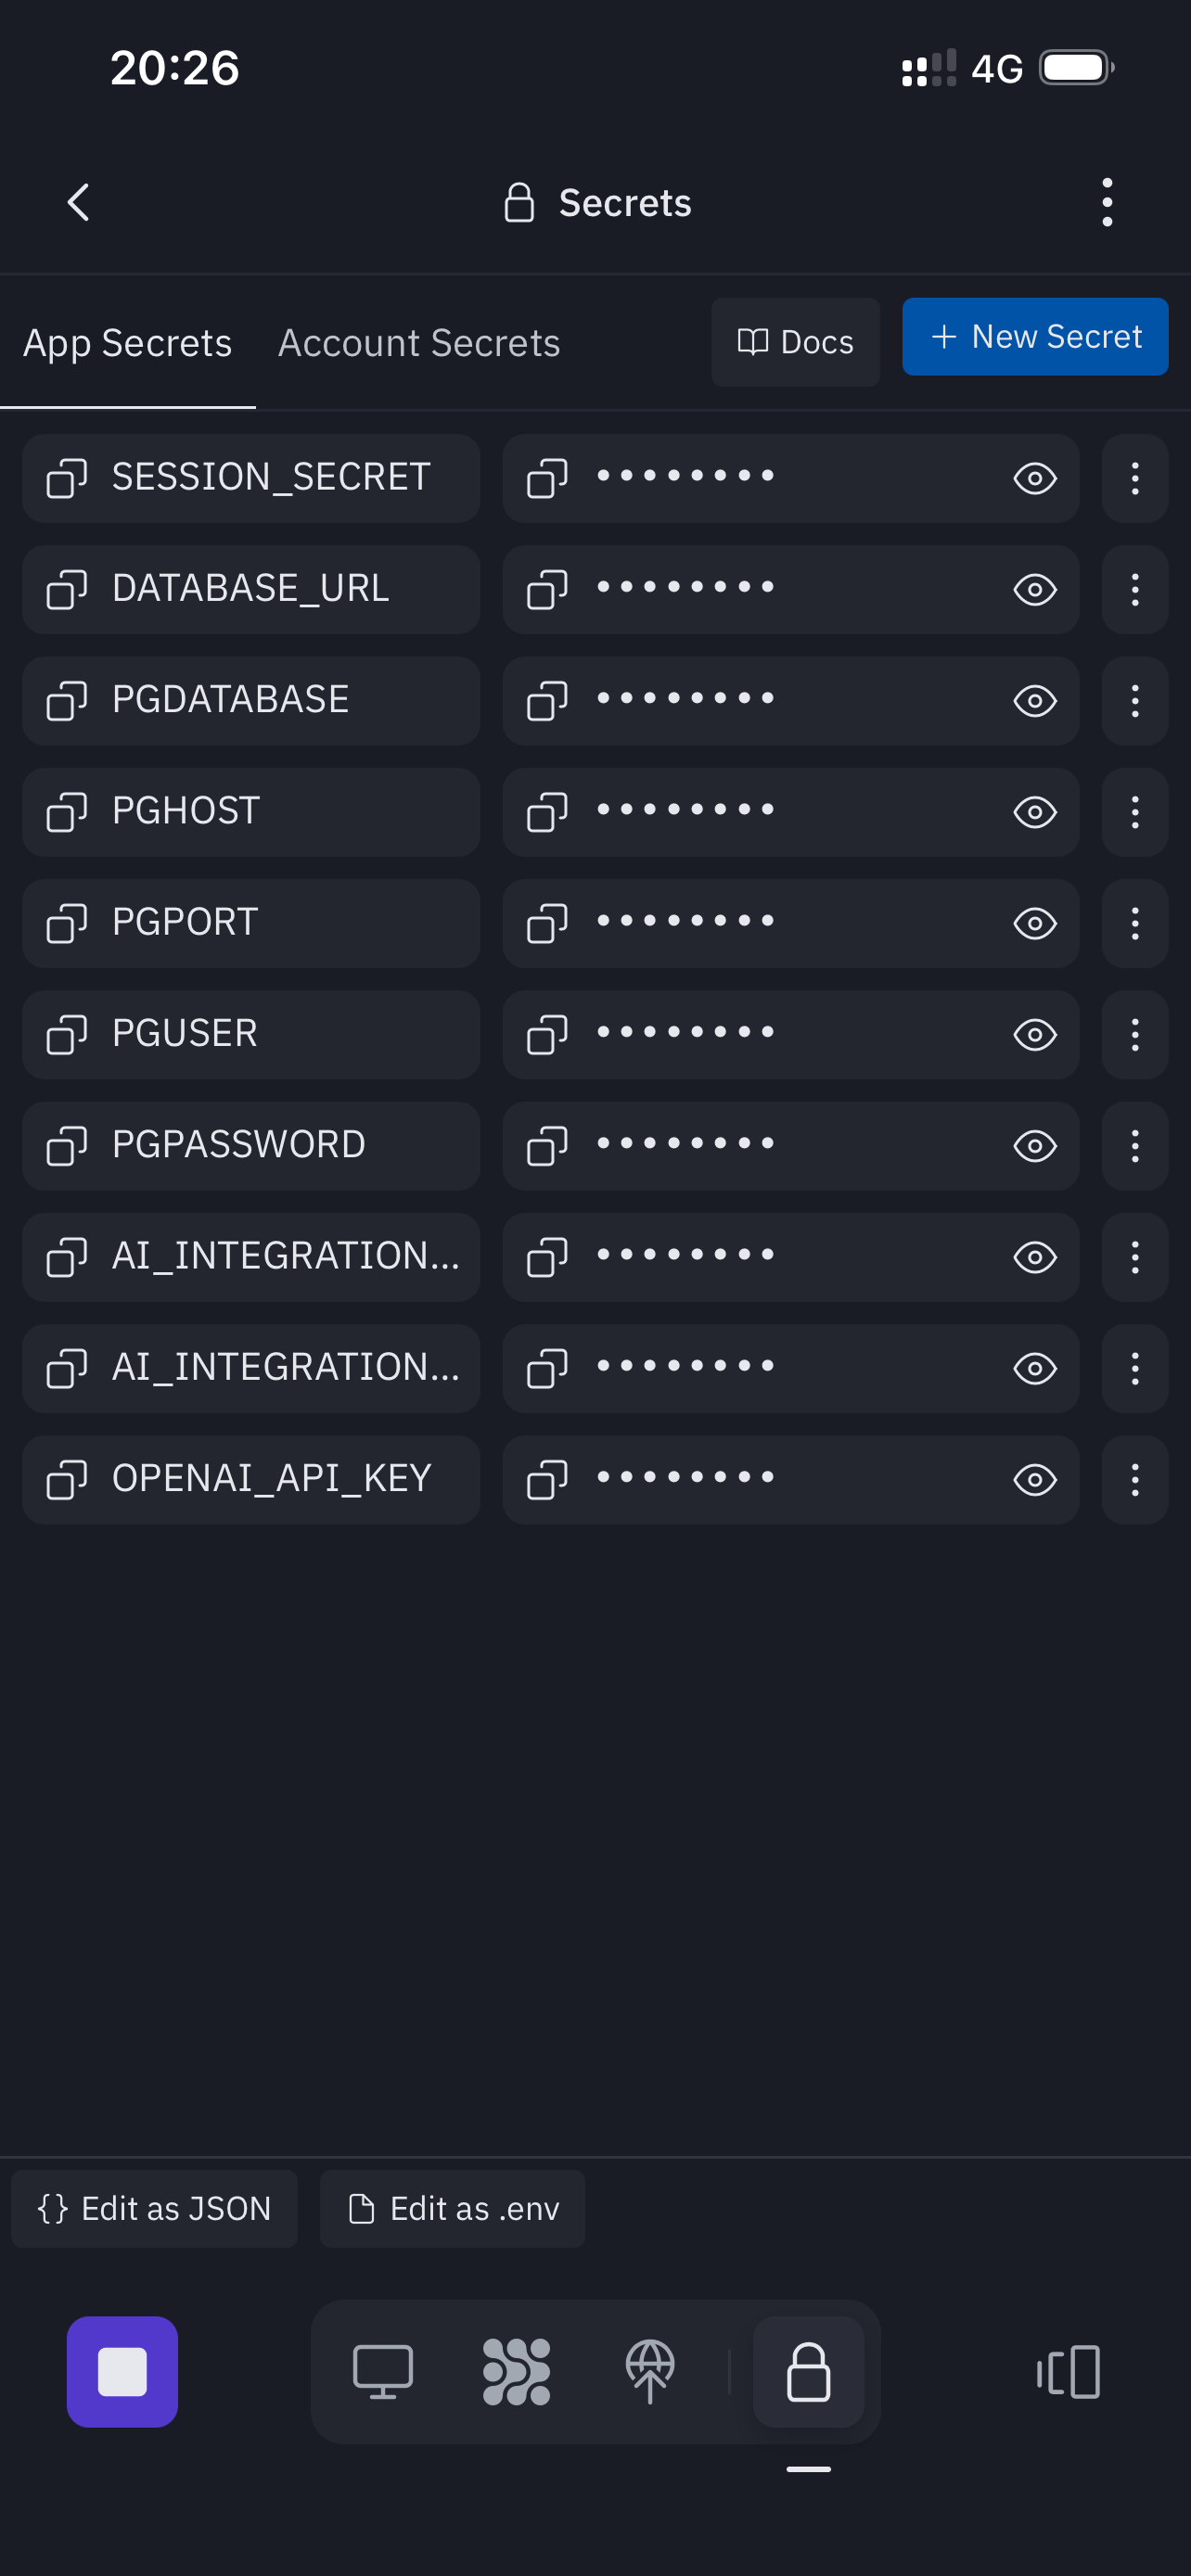 20:26
4G
Secrets
App Secrets
Account Secrets
Docs
New Secret
SESSION_SECRET
DATABASE_URL
PGDATABASE
PGHOST
PGPORT
PGUSER
PGPASSWORD
AI_INTEGRATION...
AI_INTEGRATION...
OPENAI_API_KEY
{} Edit as JSON
Edit as .env